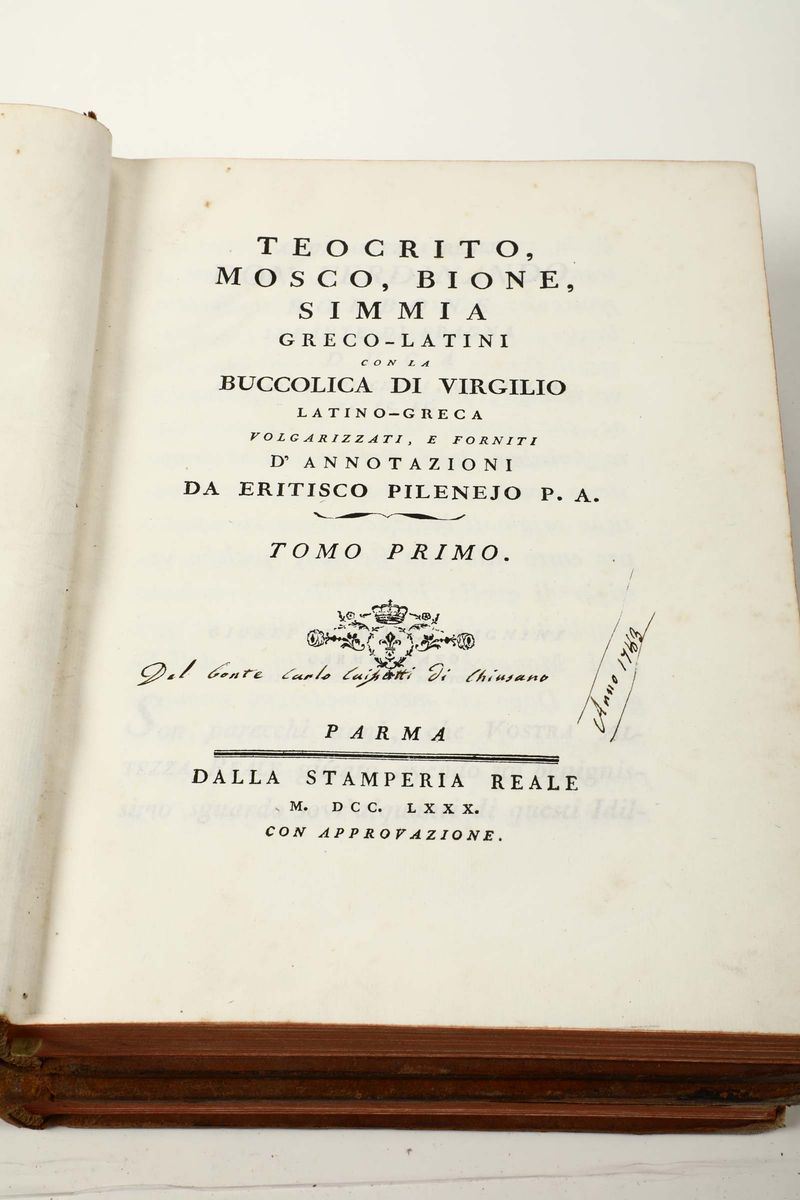 TEOCRITO,
MOSCO, BIONE,
SIMMIA
GRECO-LATINI
CON LA
BUCCOLICA DI VIRGILIO
LATINO-GRECA
VOLGARIZZATI, E FORNITI
D' ANNOTAZIONI
DA ERITISCO PILENEJO P. A.
TOMO PRIMO.
Del Conte Carlo di Chiusano
Anno 1783
PARMA
DALLA STAMPERIA REALE
M. DCC. LXXX.
CON APPROVAZIONE.